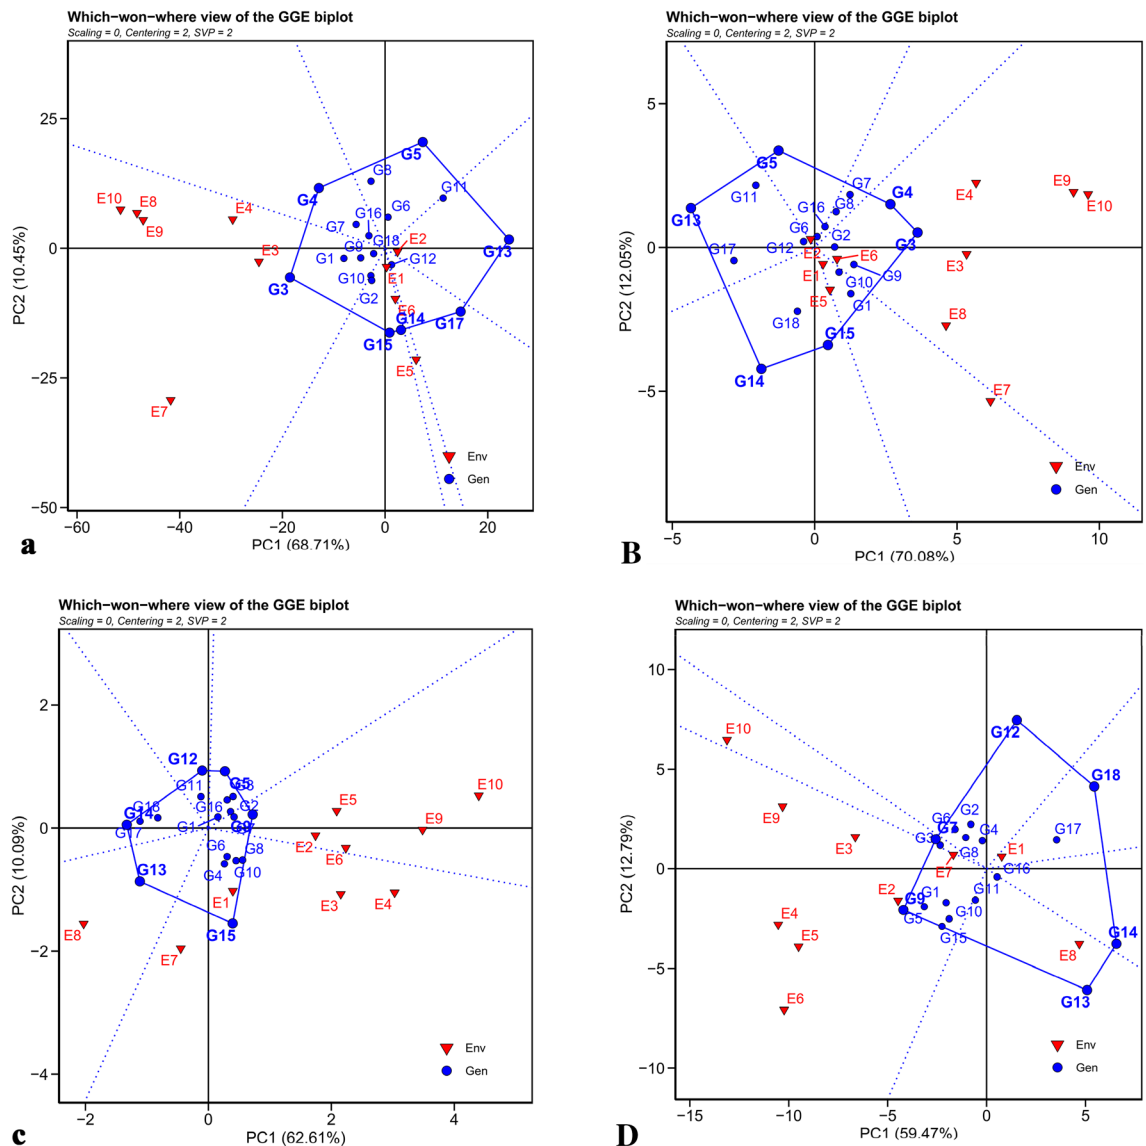 Which−won−where view of the GGE biplot
Scaling = 0, Centering = 2, SVP = 2
PC2 (10.45%)
25
0
−25
−50
G5
G8
G11
G4
G6
G16
G7
E10
E8
E9
E4
E2
G18
G9
G13
E3
G1
G12
E1
G10
G3
G2
E6
G14
G17
G15
E5
E7
Env
Gen
−60
−40
−20
0
20
PC1 (68.71%)
a
Which−won−where view of the GGE biplot
Scaling = 0, Centering = 2, SVP = 2
PC2 (12.05%)
5
0
−5
G5
G7
E9
G11
G4
E4
E10
G16
G8
G13
G6
G2
G3
G17
G12
E2
E6
E3
E1
G9
G10
E5
G1
E8
G18
G15
G14
E7
Env
Gen
−5
0
5
10
PC1 (70.08%)
B
Which−won−where view of the GGE biplot
Scaling = 0, Centering = 2, SVP = 2
PC2 (10.09%)
2
0
−2
−4
G12
G11
G5
G3
E10
G18
G14
G16
G2
E5
G17
G1
G9
E9
E2
G6
G8
E6
G13
G4
G10
E1
E3
E4
E8
G15
E7
Env
Gen
−2
0
2
4
PC1 (62.61%)
c
Which−won−where view of the GGE biplot
Scaling = 0, Centering = 2, SVP = 2
PC2 (12.79%)
10
5
0
−5
−10
G12
E10
G18
E9
G6
G2
G7
G4
G17
E3
G3
G8
E1
E7
G16
E2
G9
G1
G11
G5
G10
E4
E5
G15
G14
E8
E6
G13
Env
Gen
−15
−10
−5
0
5
PC1 (59.47%)
D